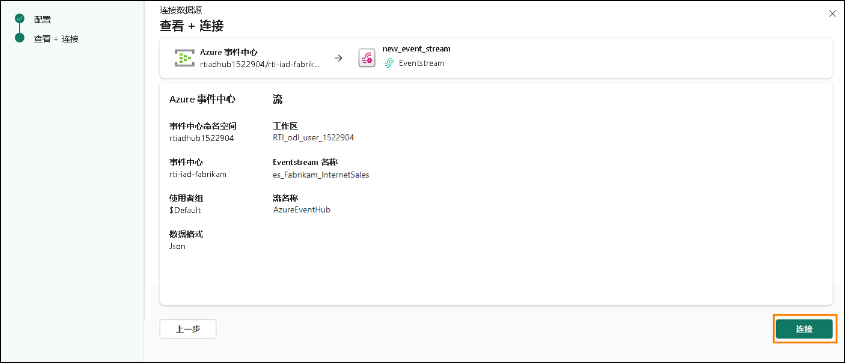 配置
查看 + 连接
连接数据源
查看 + 连接
Azure 事件中心
rtiadhub1522904/rti-iad-fabrik...
new_event_stream
Eventstream
Azure 事件中心
流
事件中心命名空间
rtiadhub1522904
工作区
RTI_odl_user_1522904
事件中心
rti-iad-fabrikam
Eventstream 名称
es_Fabrikam_InternetSales
使用者组
$Default
流名称
AzureEventHub
数据格式
Json
上一步
连接